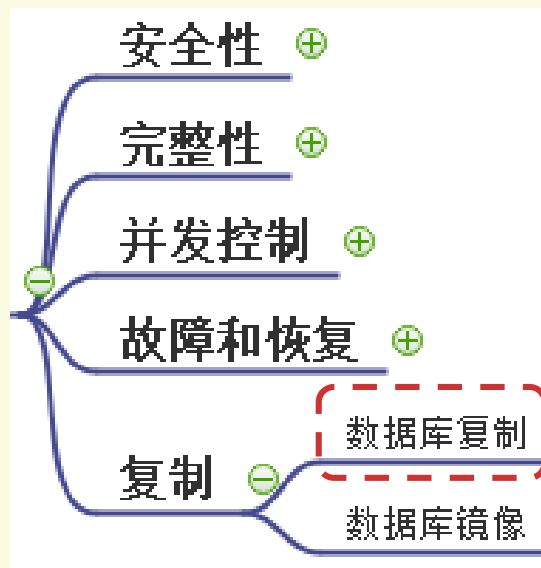 安全性
完整性
并发控制
故障和恢复
复制
数据库复制
数据库镜像